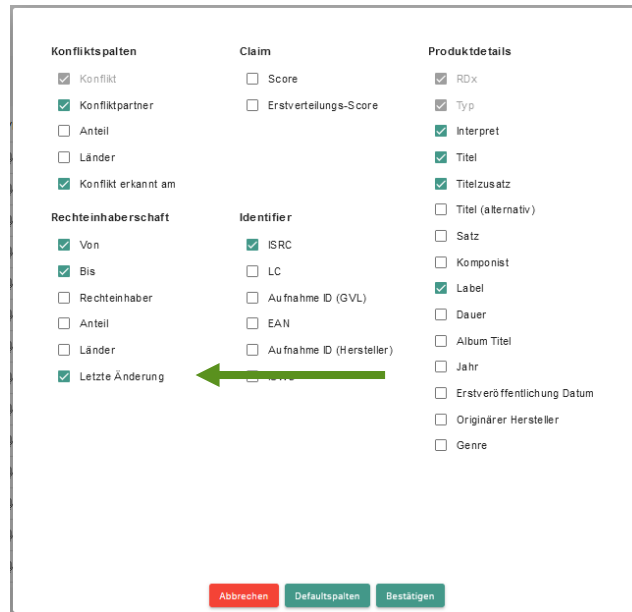 Konfliktspalten
Konflikt
Konfliktpartner
Anteil
Länder
Konflikt erkannt am
Claim
Score
Erstverteilungs-Score
Produktdetails
RDx
Typ
Interpret
Titel
Titelzusatz
Titel (alternativ)
Satz
Komponist
Label
Dauer
Album Titel
Jahr
Erstveröffentlichung Datum
Originärer Hersteller
Genre
Rechteinhaberschaft
Von
Bis
Rechteinhaber
Anteil
Länder
Letzte Änderung
Identifier
ISRC
LC
Aufnahme ID (GVL)
EAN
Aufnahme ID (Hersteller)
Abbrechen
Defaultspalten
Bestätigen